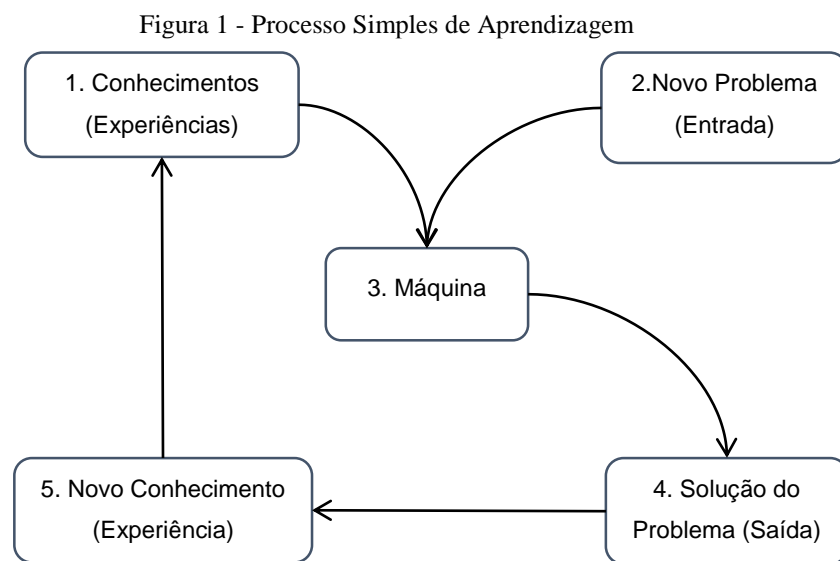 Figura 1 - Processo Simples de Aprendizagem
1. Conhecimentos
(Experiências)
2.Novo Problema
(Entrada)
3. Máquina
4. Solução do
Problema (Saída)
5. Novo Conhecimento
(Experiência)